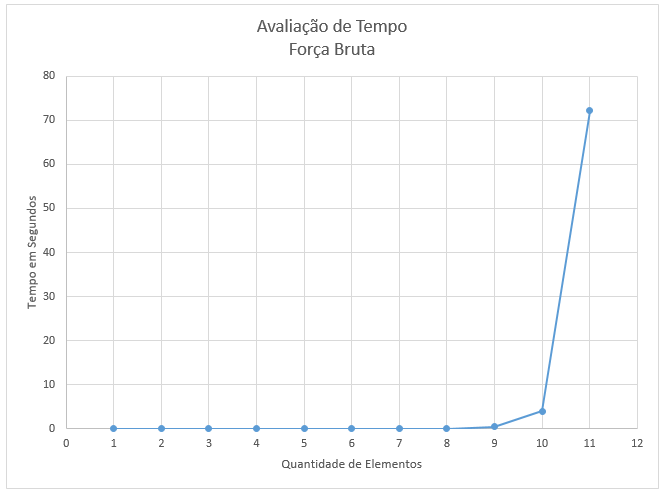 Avaliação de Tempo
Força Bruta
80
70
60
50
40
30
20
10
0
Tempo em Segundos
0 1 2 3 4 5 6 7 8 9 10 11 12
Quantidade de Elementos